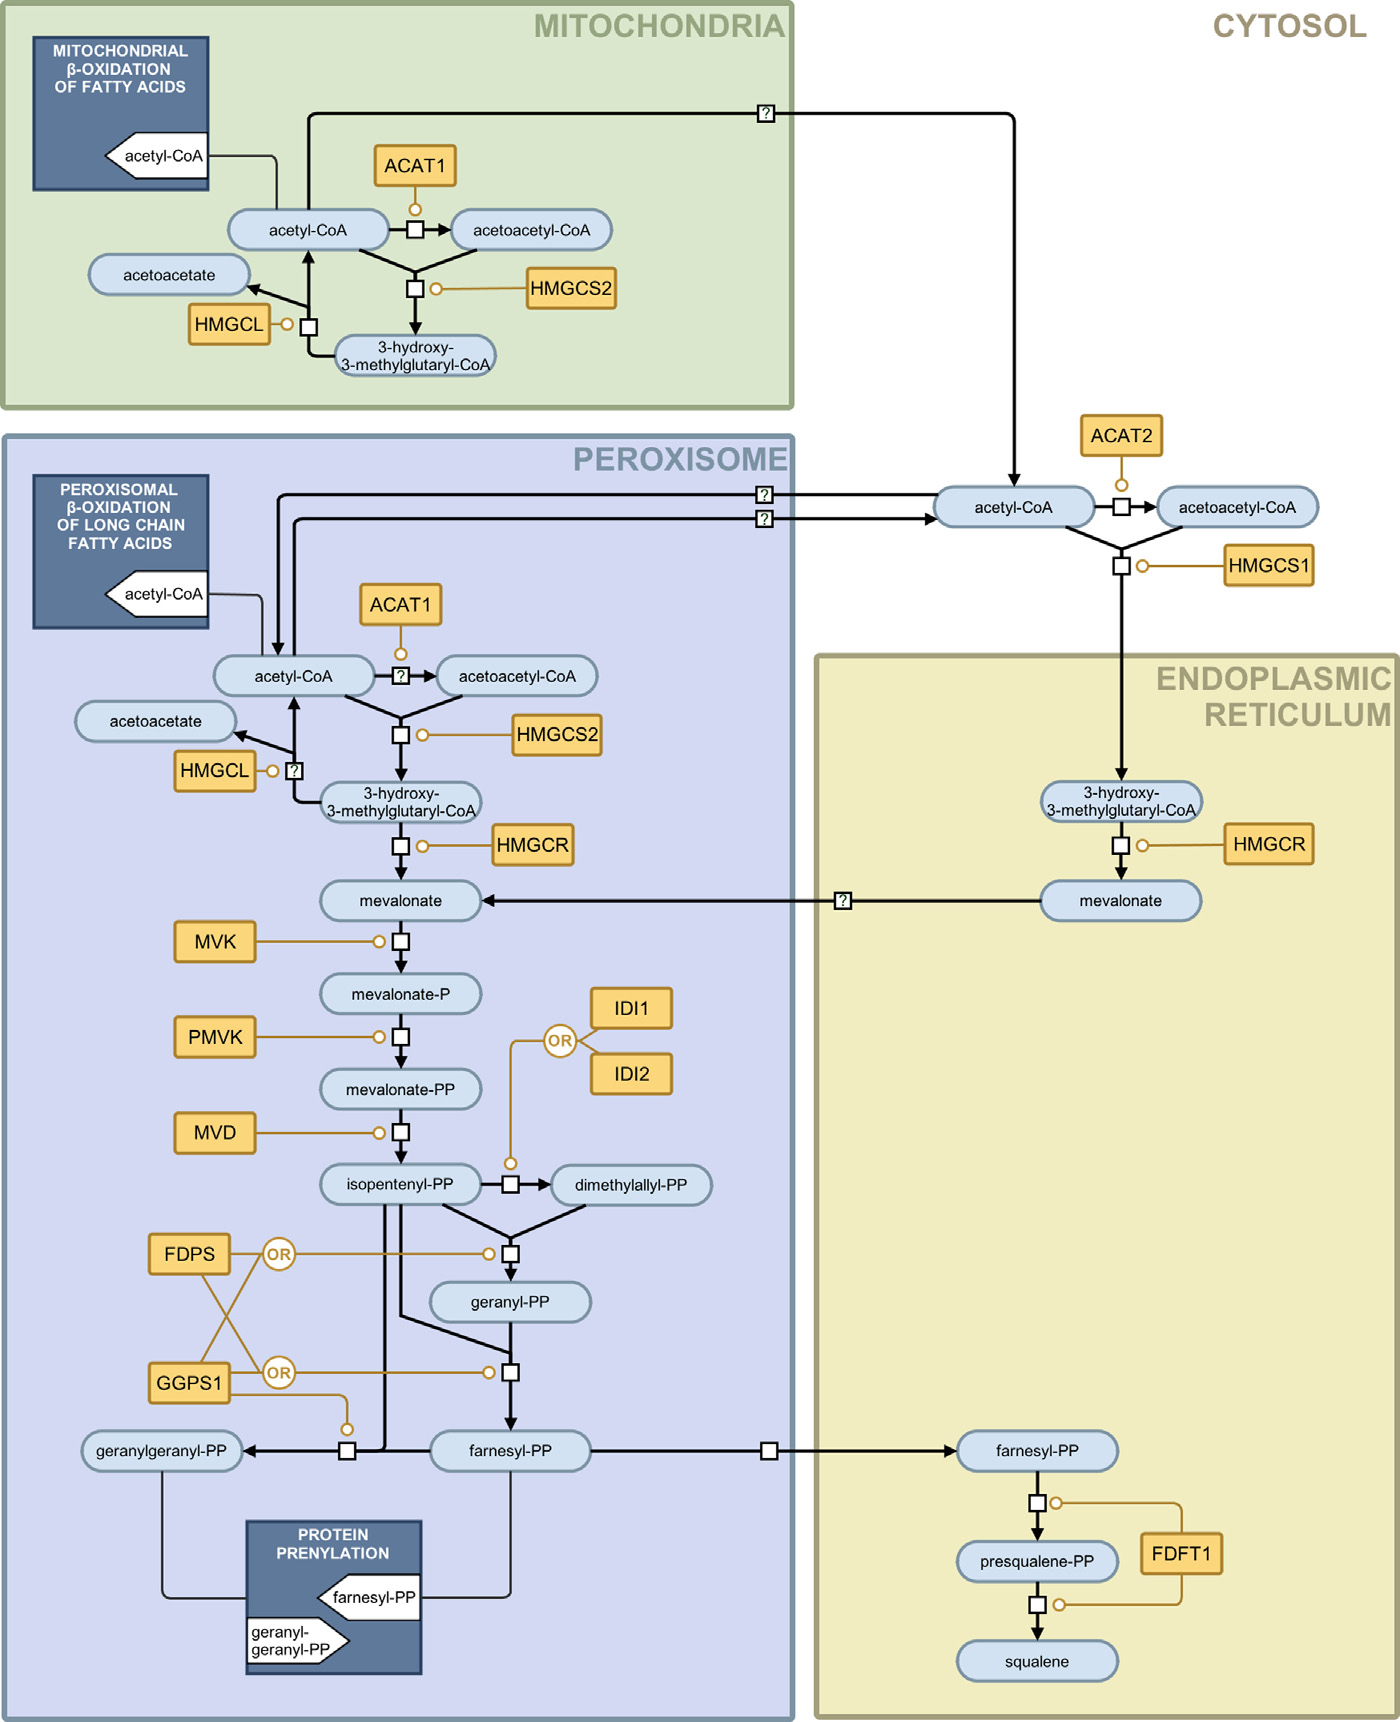 MITOCHONDRIA
CYTOSOL
MITOCHONDRIAL
β-OXIDATION
OF FATTY ACIDS
acetyl-CoA
?
ACAT1
acetyl-CoA
acetoacetyl-CoA
acetoacetate
HMGCS2
HMGCL
3-hydroxy-
3-methylglutaryl-CoA
ACAT2
acetyl-CoA
acetoacetyl-CoA
HMGCS1
PEROXISOME
PEROXISOMAL
β-OXIDATION
OF LONG CHAIN
FATTY ACIDS
acetyl-CoA
?
?
ACAT1
acetyl-CoA
?
acetoacetyl-CoA
acetoacetate
HMGCS2
HMGCL
?
3-hydroxy-
3-methylglutaryl-CoA
HMGCR
mevalonate
?
MVK
mevalonate-P
PMVK
mevalonate-PP
MVD
IDI1
OR
IDI2
isopentenyl-PP
dimethylallyl-PP
FDPS
OR
geranyl-PP
GGPS1
OR
geranylgeranyl-PP
farnesyl-PP
PROTEIN
PRENYLATION
farnesyl-PP
geranyl-
geranyl-PP
ENDOPLASMIC
RETICULUM
3-hydroxy-
3-methylglutaryl-CoA
HMGCR
mevalonate
farnesyl-PP
presqualene-PP
FDFT1
squalene